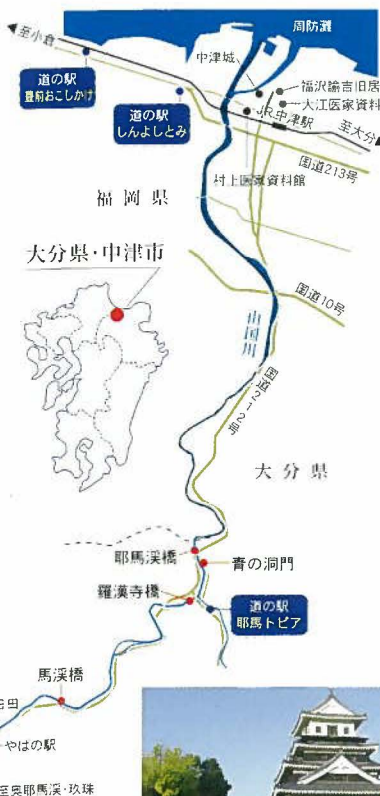 周防灘
至小倉
中津城
道の駅
豊前おこしかけ
道の駅
しんよしとみ
福沢諭吉旧居
大江医家資料
JR中津駅
至大分
国道213号
村上医家資料館
福岡県
大分県・中津市
国道10号
山国川
国道212号
大分県
耶馬渓橋
青の洞門
羅漢寺橋
道の駅
耶馬トピア
馬渓橋
日田
やはの駅
至奥耶馬渓・玖珠